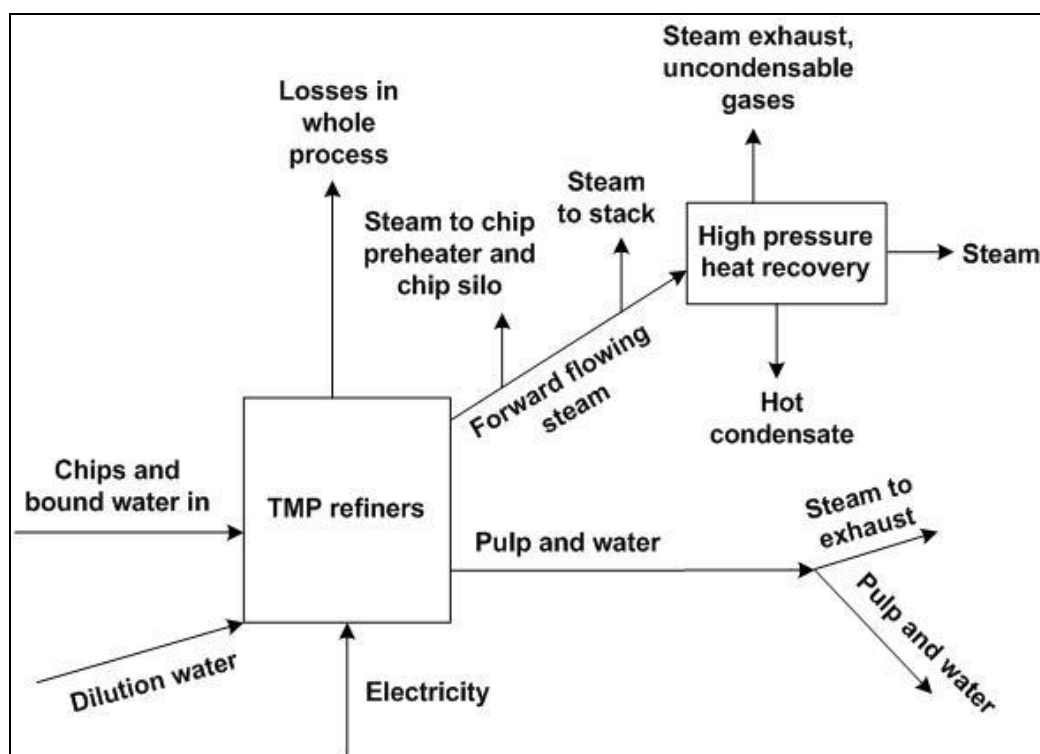 Steam exhaust,
uncondensable
gases
Losses in
whole
process
Steam
to stack
Steam to chip
preheater and
chip silo
High pressure
heat recovery
Steam
Forward flowing
steam
Hot
condensate
Chips and
bound water in
TMP refiners
Pulp and water
Steam to
exhaust
Pulp and water
Dilution water
Electricity